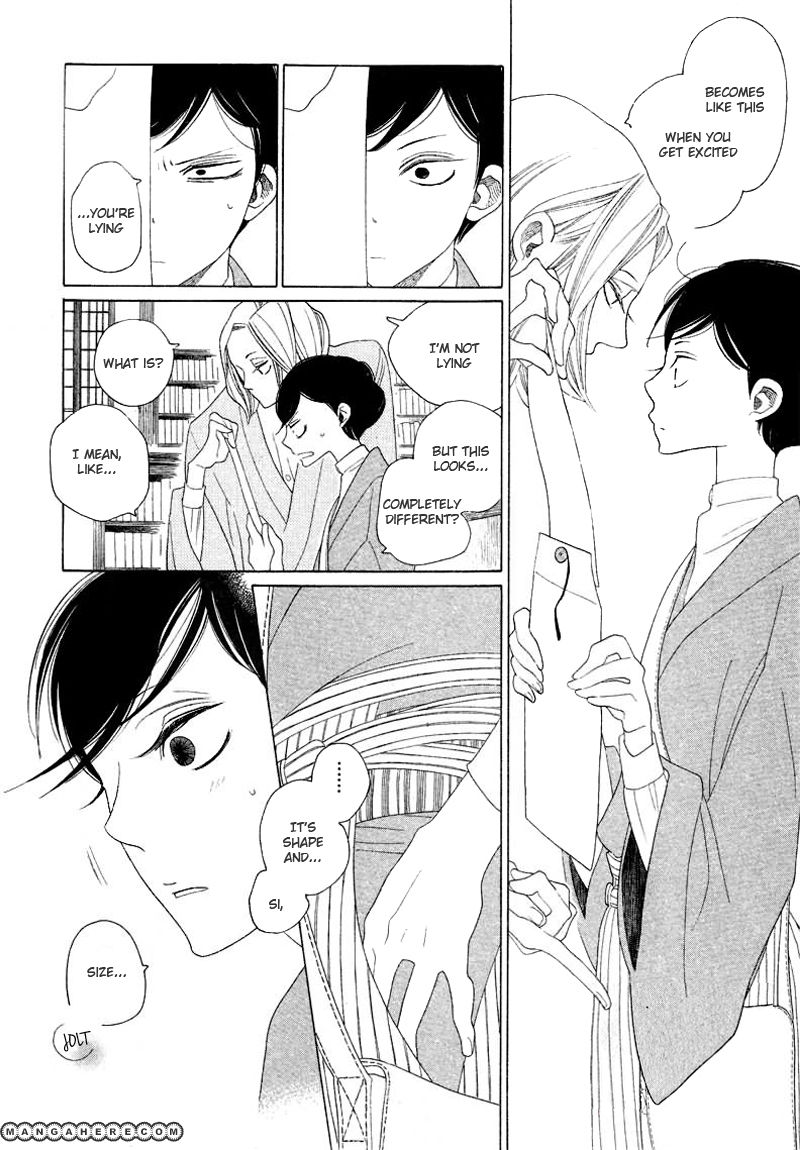 BECOMES
LIKE THIS
WHEN YOU
GET EXCITED
...YOU'RE
LYING
I'M NOT
LYING
BUT THIS
LOOKS...
COMPLETELY
DIFFERENT?
WHAT IS?
I MEAN,
LIKE...
.......
IT'S
SHAPE
AND...
SI,
SIZE...
JOLT
MANGAHERE.COM